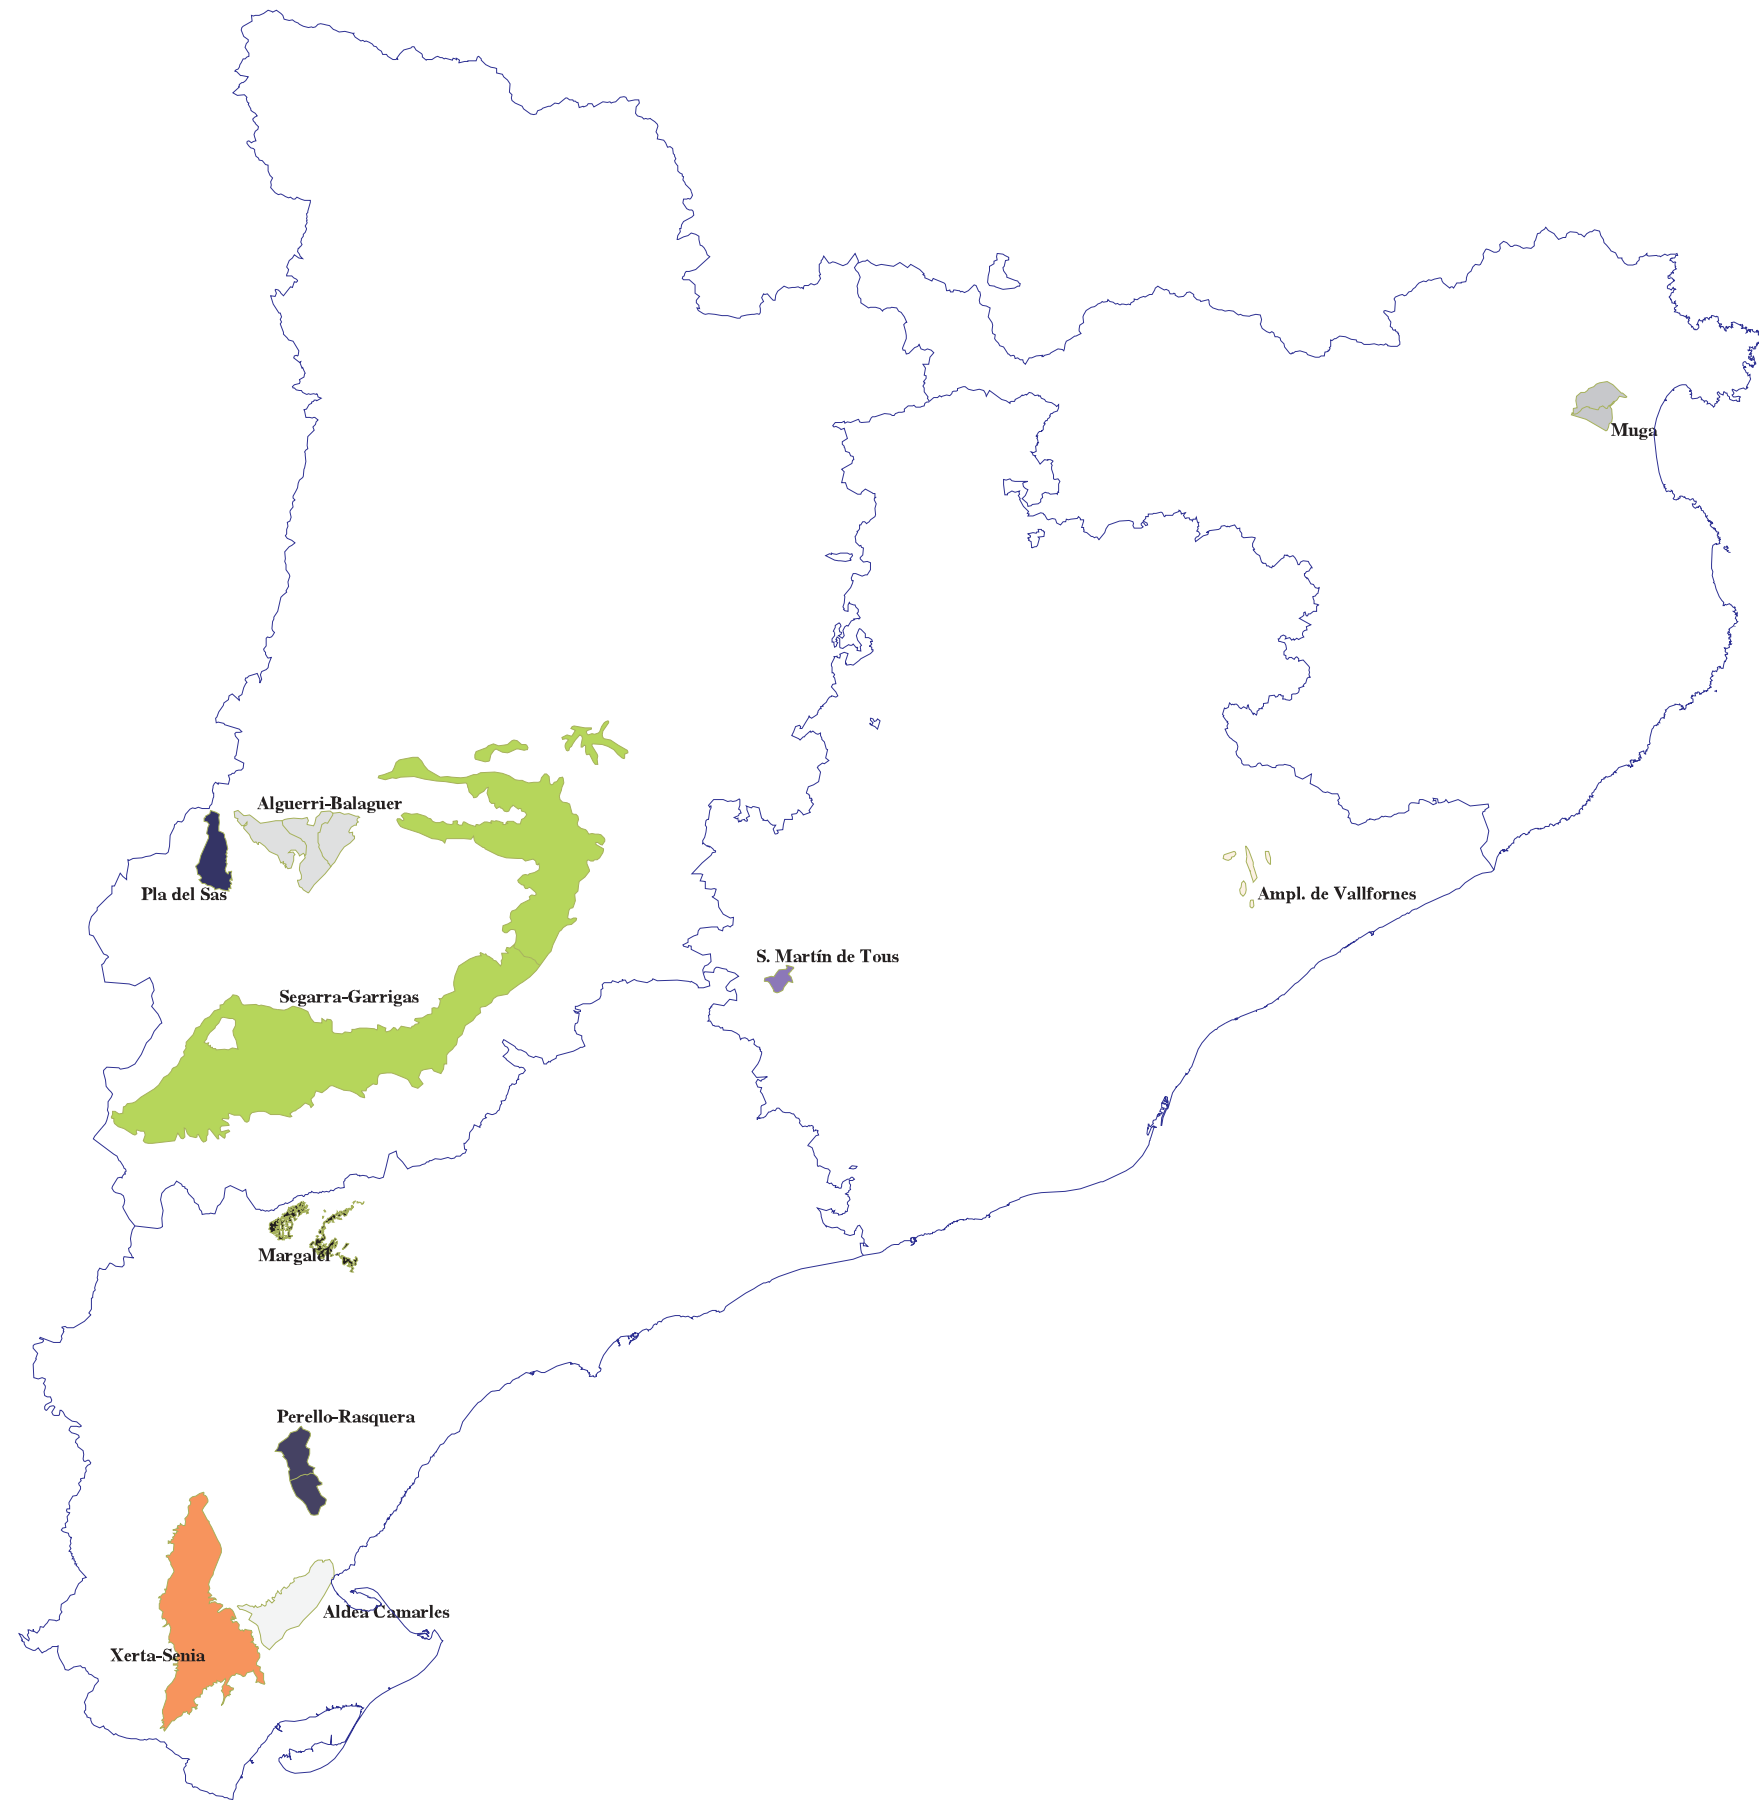 Muga
Alguerri-Balaguer
Pla del Sas
Ampl. de Vallfornes
S. Martín de Tous
Segarra-Garrigas
Margalef
Perello-Rasquera
Aldea Camarles
Xerta-Senia